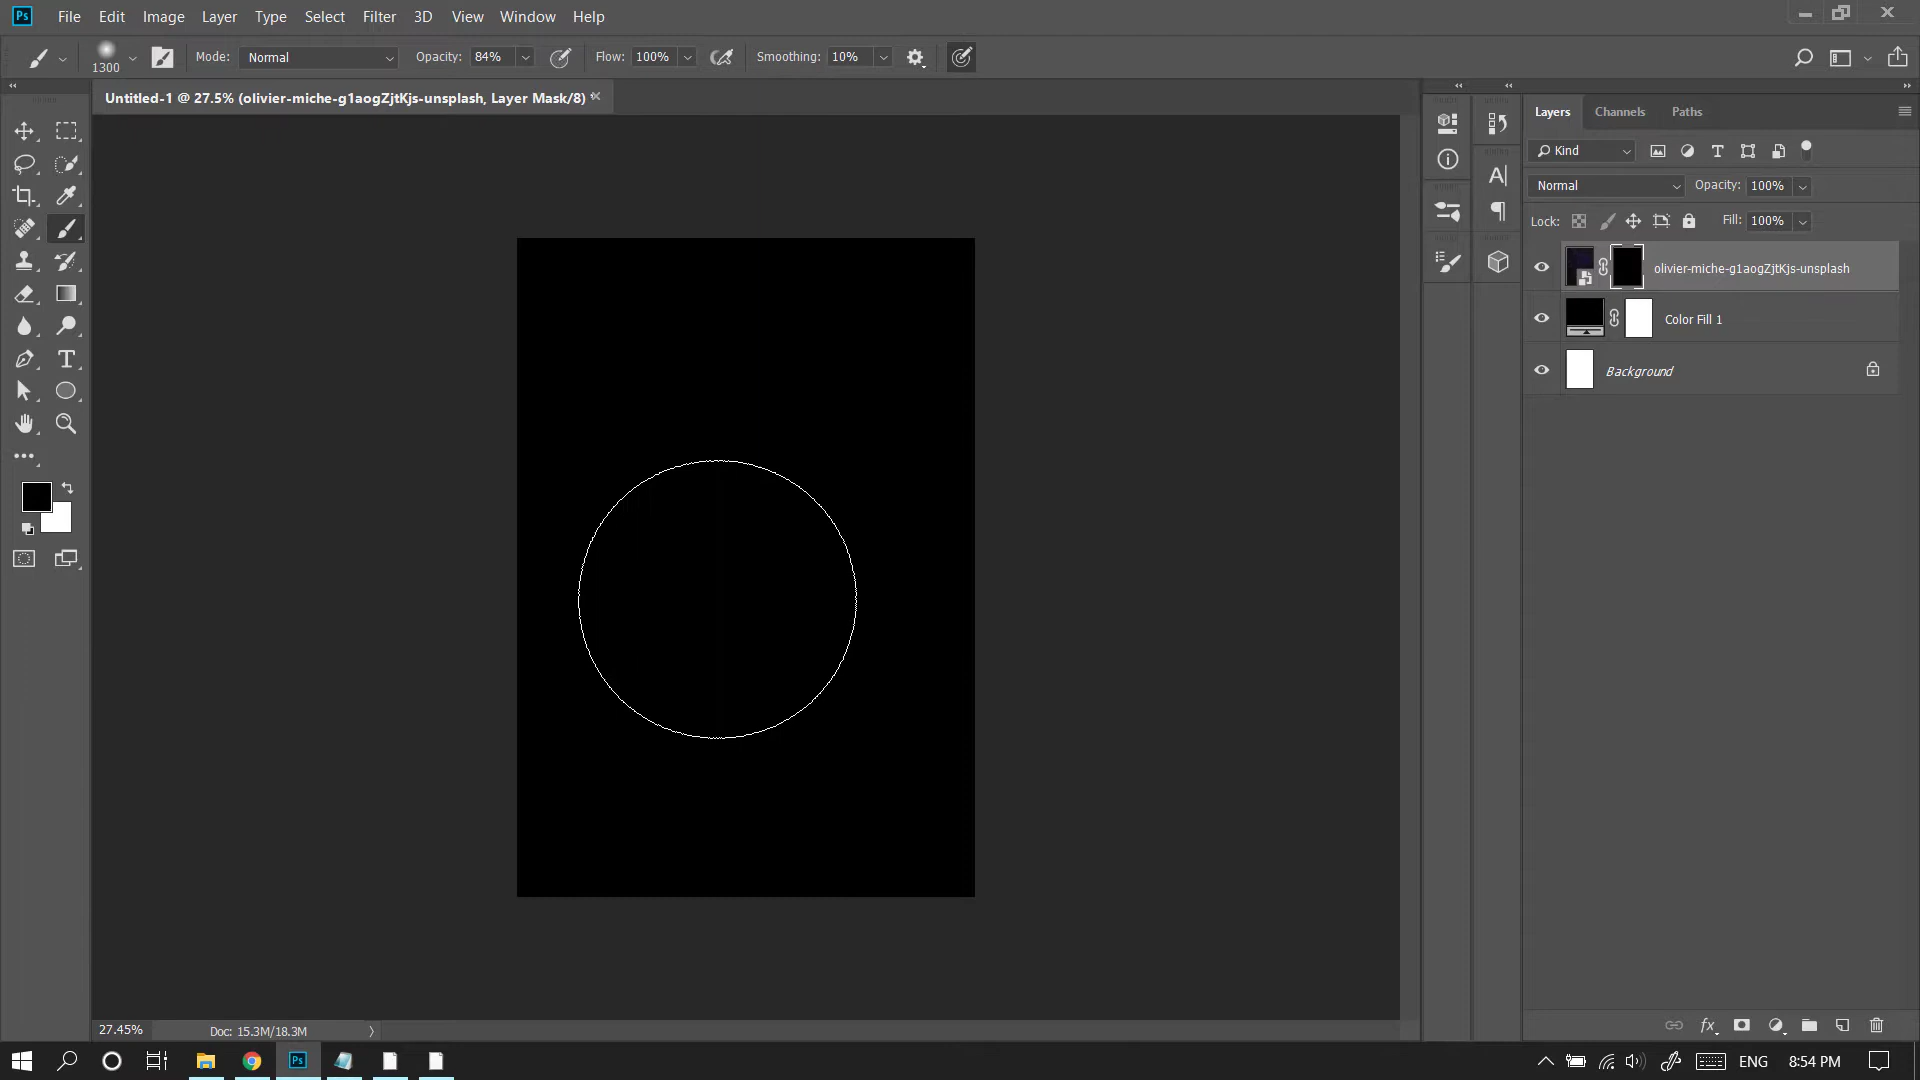 Ps File Edit Image Layer Type Select Filter 3D View Window Help
1300 Mode: Normal Opacity: 84% Flow: 100% Smoothing: 10%
Untitled-1 @ 27.5% (olivier-miche-g1aogZjtKjs-unsplash, Layer Mask/8) *
Layers Channels Paths
Kind
Normal Opacity: 100%
Lock: Fill: 100%
olivier-miche-g1aogZjtKjs-unsplash
Color Fill 1
Background
27.45% Doc: 15.3M/18.3M
Ps ENG 8:54 PM